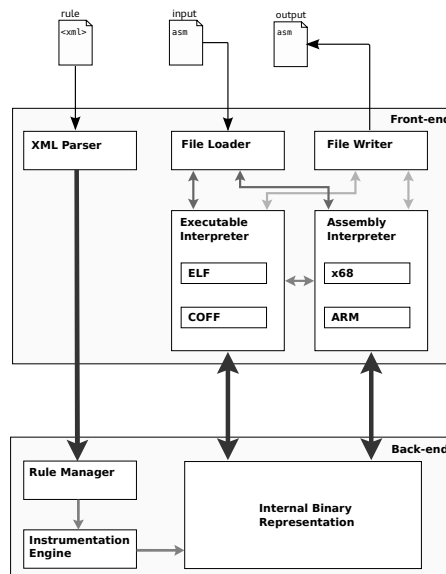 rule
input
output
<xml>
asm
asm
Front-end
XML Parser
File Loader
File Writer
Executable
Interpreter
Assembly
Interpreter
ELF
x68
COFF
ARM
Back-end
Rule Manager
Internal Binary
Representation
Instrumentation
Engine